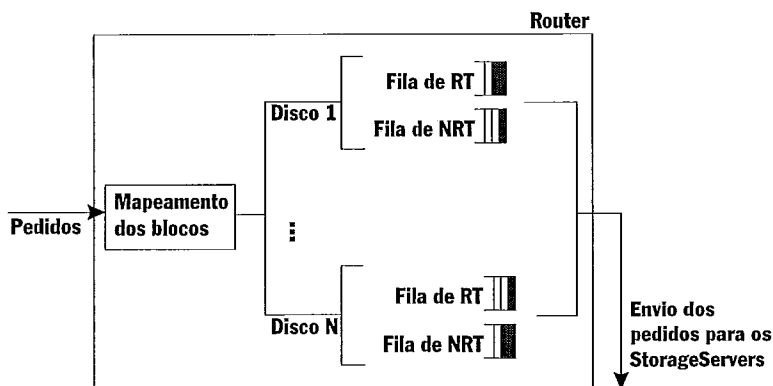 Router
Fila de RT
Disco 1
Fila de NRT
Mapeamento
dos blocos
Pedidos
...
Fila de RT
Disco N
Fila de NRT
Envio dos
pedidos para os
StorageServers